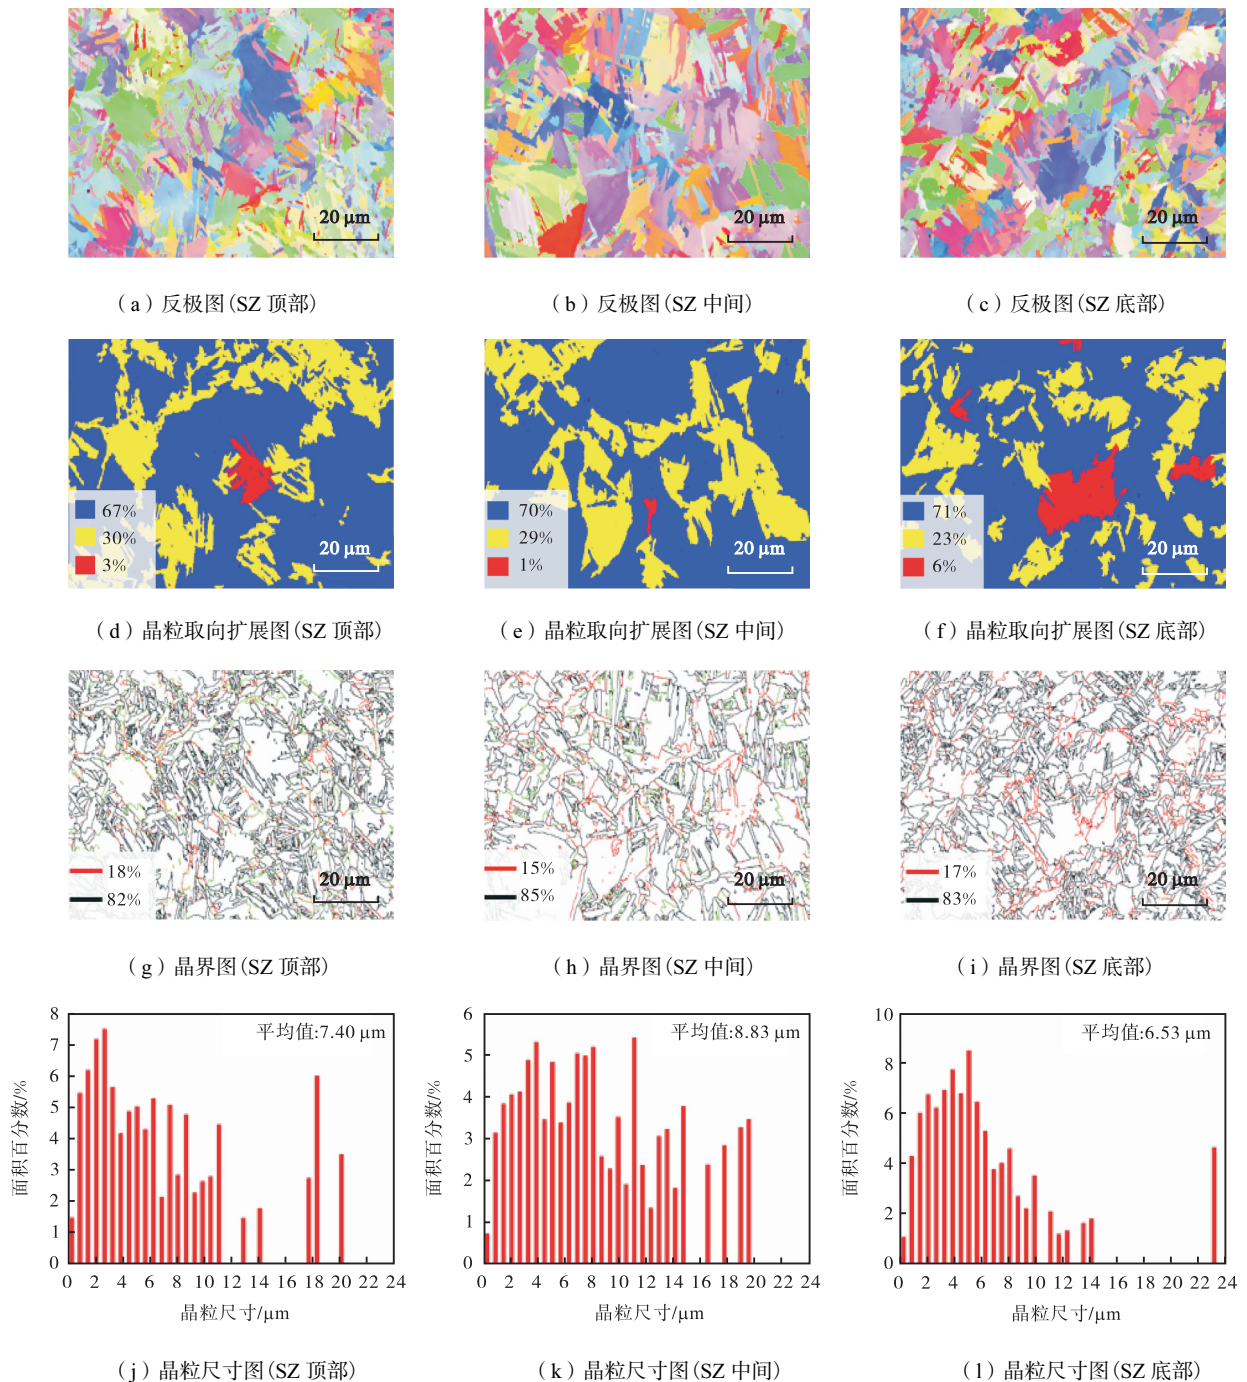 20 μm 20 μm 20 μm
(a)反极图(SZ 顶部) (b)反极图(SZ 中间) (c)反极图(SZ 底部)
67% 70% 71%
30% 29% 23%
3% 1% 6%
20 μm 20 μm 20 μm
(d)晶粒取向扩展图(SZ 顶部) (e)晶粒取向扩展图(SZ 中间) (f)晶粒取向扩展图(SZ 底部)
18% 15% 17%
82% 85% 83%
20 μm 20 μm 20 μm
(g)晶界图(SZ 顶部) (h)晶界图(SZ 中间) (i)晶界图(SZ 底部)
平均值:7.40 μm
面积百分数/%
8
7
6
5
4
3
2
1
0
0 2 4 6 8 10 12 14 16 18 20 22 24
晶粒尺寸/μm
平均值:8.83 μm
面积百分数/%
6
5
4
3
2
1
0
0 2 4 6 8 10 12 14 16 18 20 22 24
晶粒尺寸/μm
平均值:6.53 μm
面积百分数/%
10
8
6
4
2
0
0 2 4 6 8 10 12 14 16 18 20 22 24
晶粒尺寸/μm
(j)晶粒尺寸图(SZ 顶部) (k)晶粒尺寸图(SZ 中间) (l)晶粒尺寸图(SZ 底部)